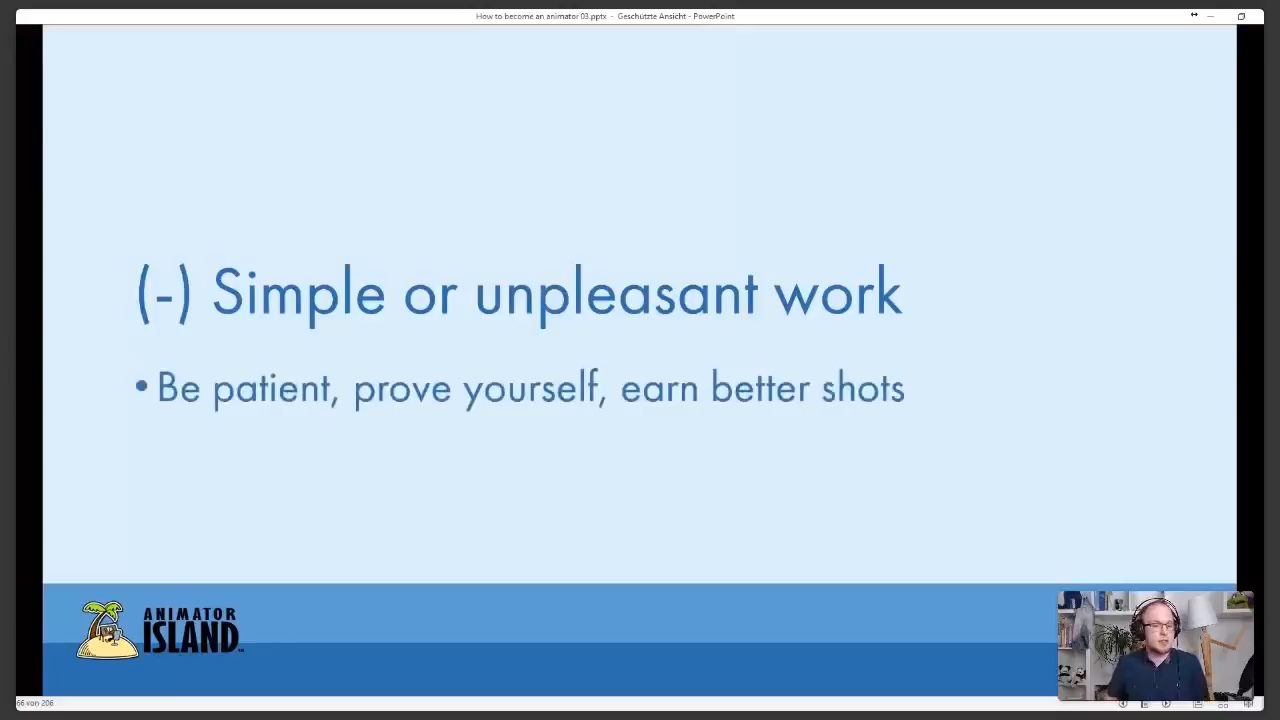 How to become an animator 03.pptx - Geschützte Ansicht - PowerPoint
(-) Simple or unpleasant work
• Be patient, prove yourself, earn better shots
ANIMATOR
ISLAND
66 von 206